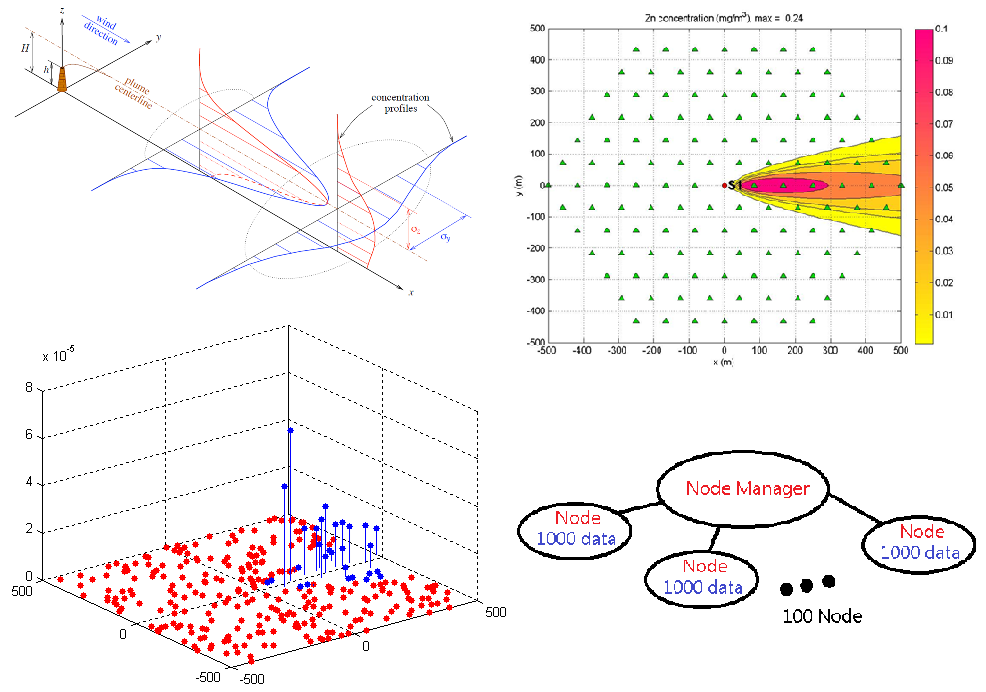 z
wind
direction
y
H
h
plume
centerline
concentration
profiles
σz
σy
x
Zn concentration (mg/m³), max = 0.24
500
400
300
200
100
0
-100
-200
-300
-400
-500
y (m)
S1
-500 -400 -300 -200 -100 0 100 200 300 400 500
x (m)
0.1
0.09
0.08
0.07
0.06
0.05
0.04
0.03
0.02
0.01
x 10⁻⁵
8
6
4
2
0
500
0
-500
-500
0
500
Node Manager
Node
1000 data
Node
1000 data
Node
1000 data
100 Node